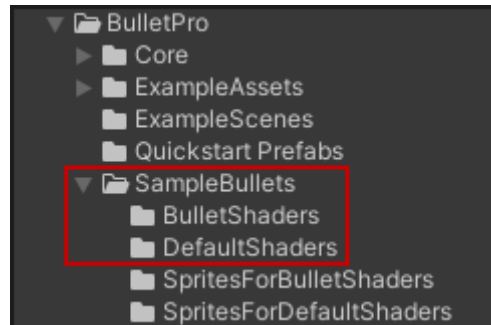 BulletPro
Core
ExampleAssets
ExampleScenes
Quickstart Prefabs
SampleBullets
BulletShaders
DefaultShaders
SpritesForBulletShaders
SpritesForDefaultShaders